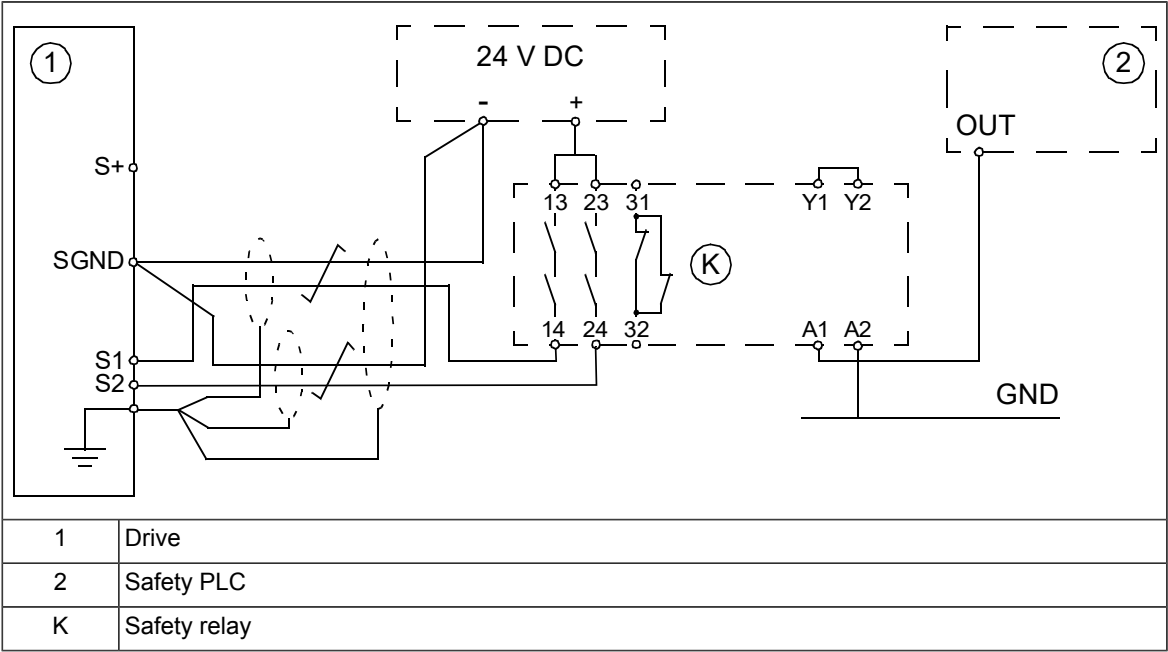 1
24 V DC
2
- +
OUT
S+
13 23 31
Y1 Y2
SGND
K
14 24 32
A1 A2
S1
S2
GND
1 Drive
2 Safety PLC
K Safety relay